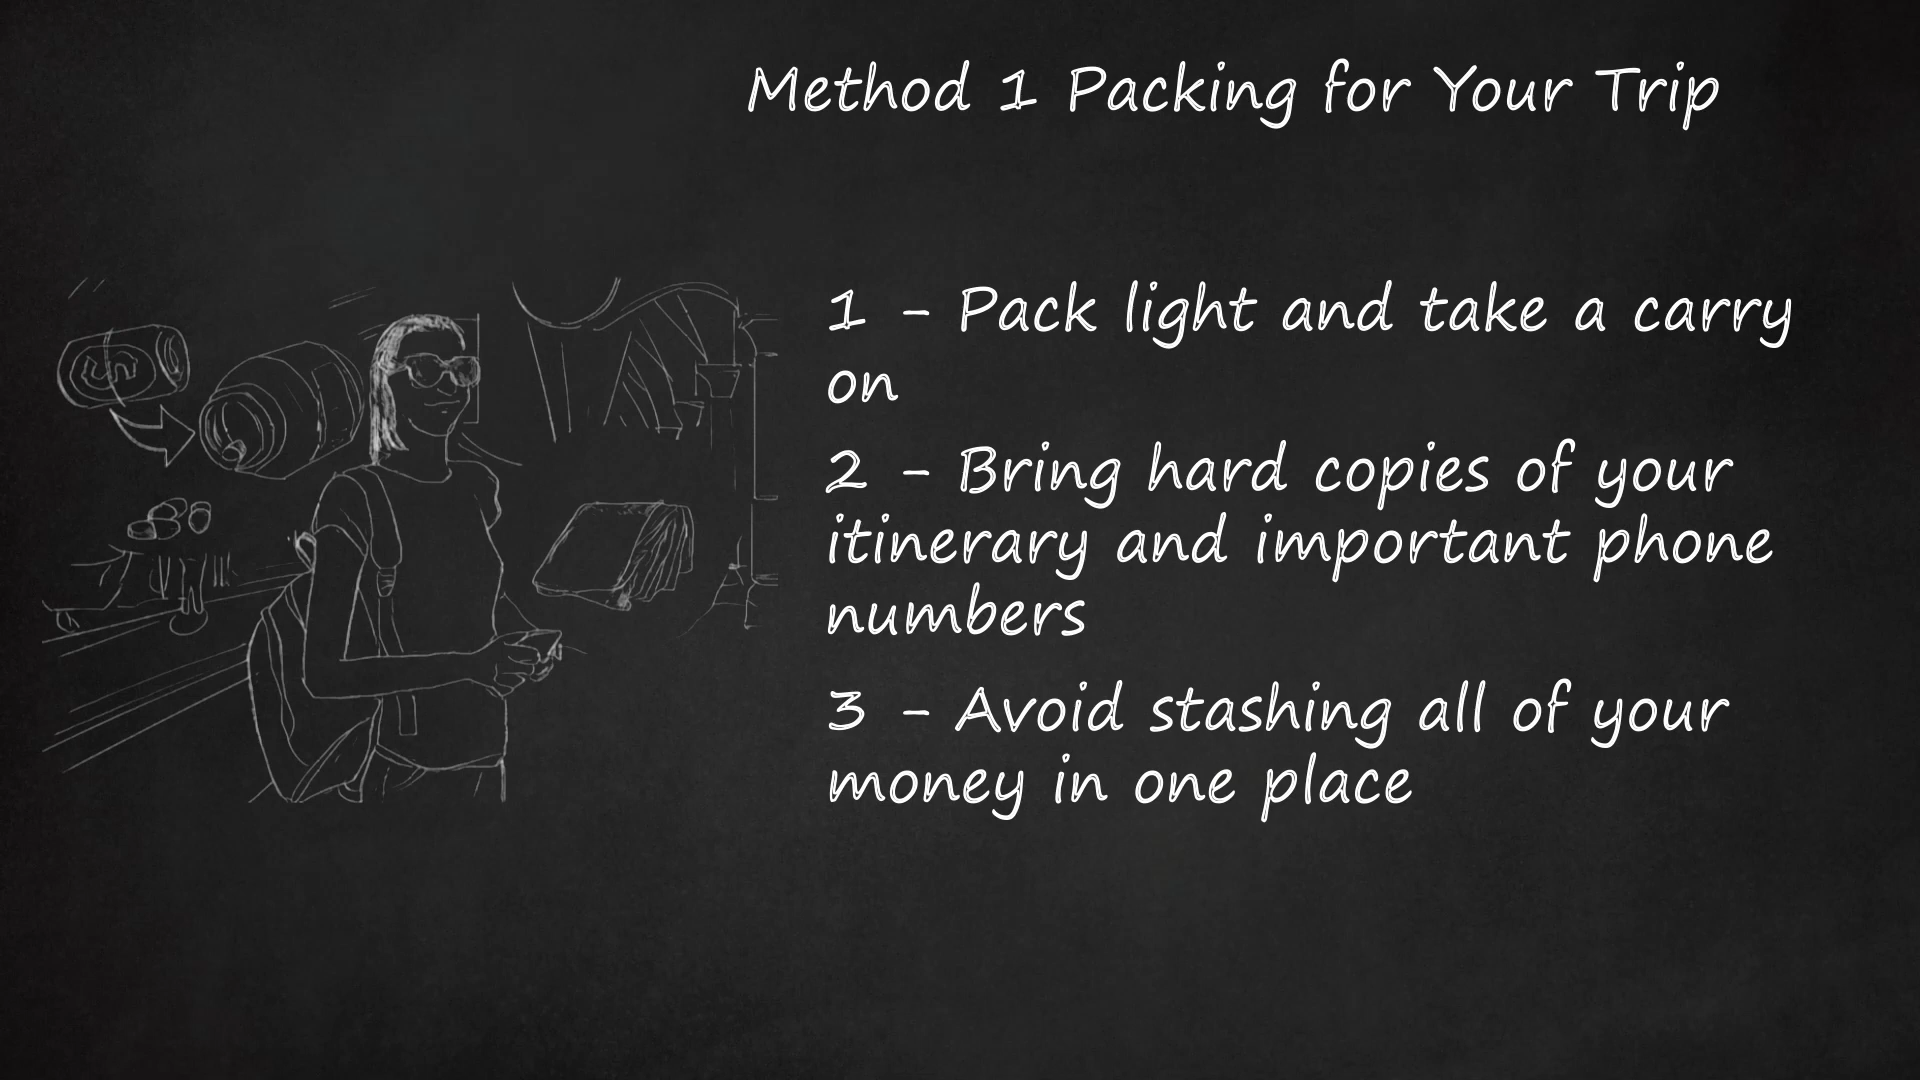 Method 1 Packing for Your Trip
1 - Pack light and take a carry
on
2 - Bring hard copies of your
itinerary and important phone
numbers
3 - Avoid stashing all of your
money in one place